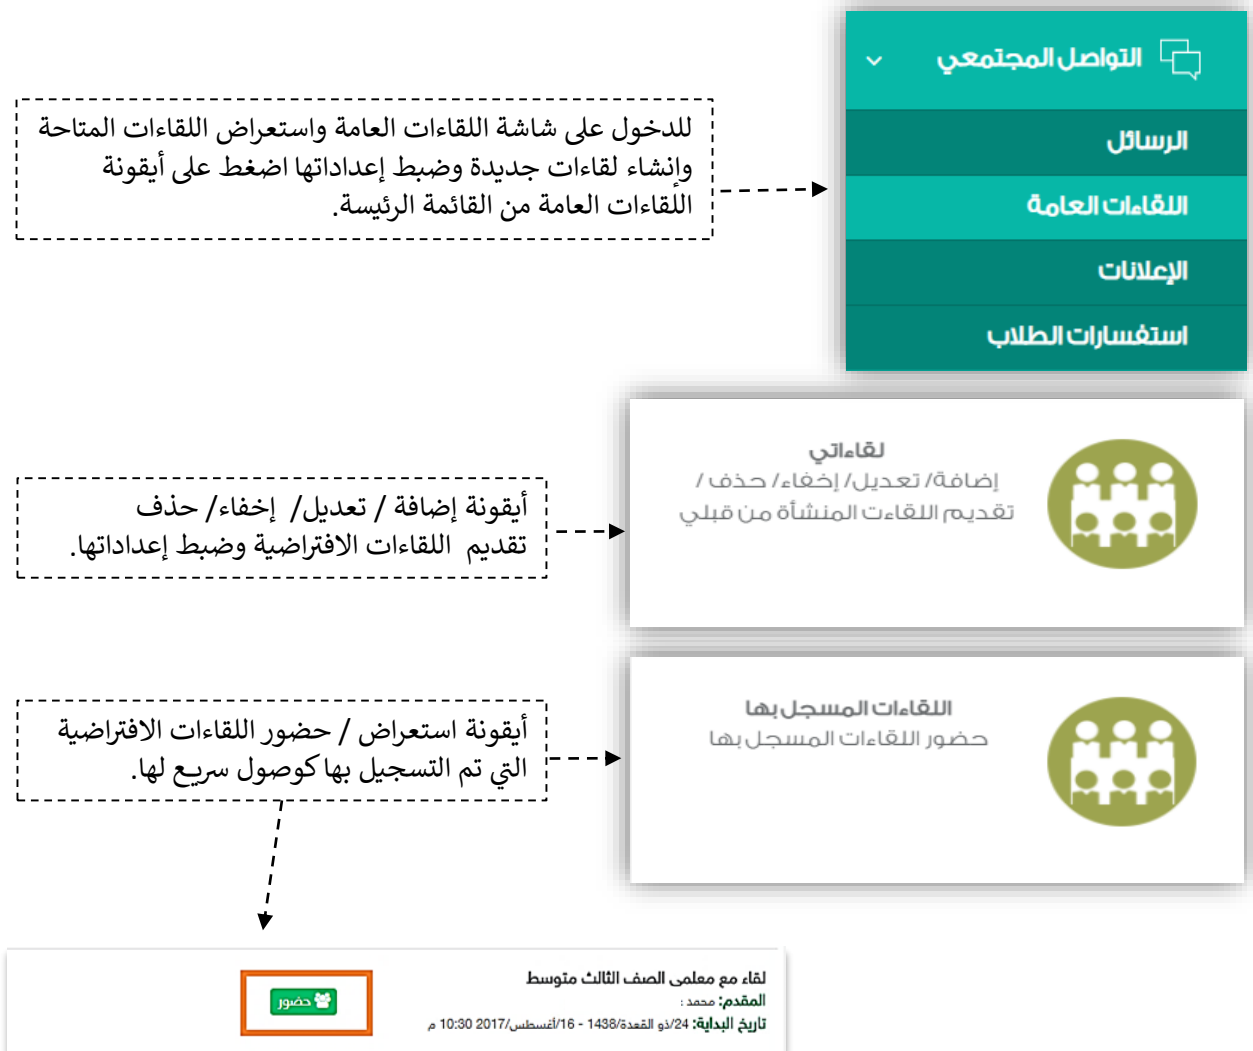 التواصل المجتمعي
الرسائل
اللقاءات العامة
الإعلانات
استفسارات الطلاب
للدخول على شاشة اللقاءات العامة واستعراض اللقاءات المتاحة
وإنشاء لقاءات جديدة وضبط إعداداتها اضغط على أيقونة
اللقاءات العامة من القائمة الرئيسة.
لقاءاتي
إضافة/ تعديل/ إخفاء/ حذف /
تقديم اللقاءت المنشأة من قبلي
أيقونة إضافة / تعديل/ إخفاء/ حذف
تقديم اللقاءات الافتراضية وضبط إعداداتها.
اللقاءات المسجل بها
حضور اللقاءات المسجل بها
أيقونة استعراض / حضور اللقاءات الافتراضية
التي تم التسجيل بها كوصول سريع لها.
لقاء مع معلمى الصف الثالث متوسط
المقدم: محمد :
تاريخ البداية: 24/ذو القعدة/1438 - 16/أغسطس/2017 10:30 م
حضور